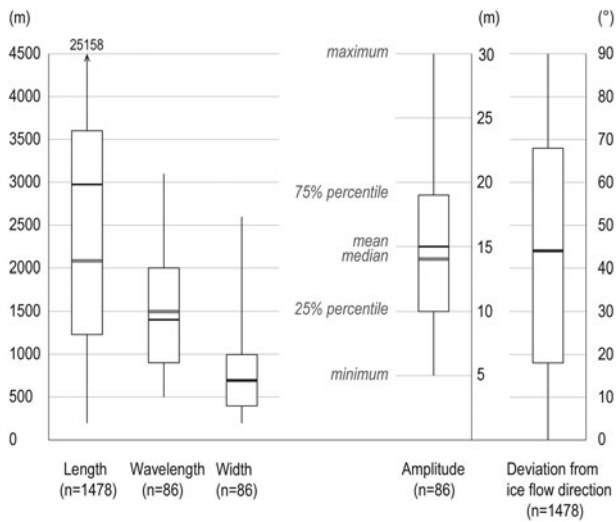 (m)
25158
4500
4000
3500
3000
2500
2000
1500
1000
500
0
Length
(n=1478)
Wavelength
(n=86)
Width
(n=86)
maximum
75% percentile
mean
median
25% percentile
minimum
(m)
30
25
20
15
10
5
Amplitude
(n=86)
(°)
90
80
70
60
50
40
30
20
10
0
Deviation from
ice flow direction
(n=1478)